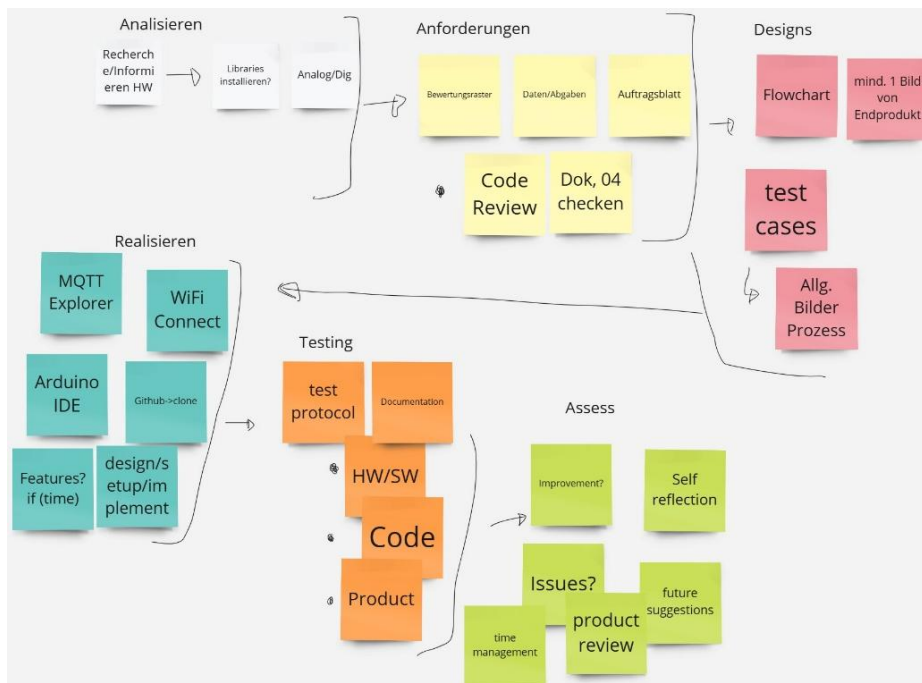 Analisieren
Recherch
e/Informi
eren HW
Libraries
installieren?
Analog/Dig
Anforderungen
Bewertungsraster
Daten/Abgaben
Auftragsblatt
Code
Review
Dok, 04
checken
Designs
Flowchart
mind. 1 Bild
von
Endprodukt
test
cases
Allg.
Bilder
Prozess
Realisieren
MQTT
Explorer
WiFi
Connect
Arduino
IDE
Github->clone
Features?
if (time)
design/s
etup/im
plement
Testing
test
protocol
Documentation
HW/SW
Code
Product
Assess
Improvement?
Self
reflection
Issues?
future
suggestions
time
management
product
review